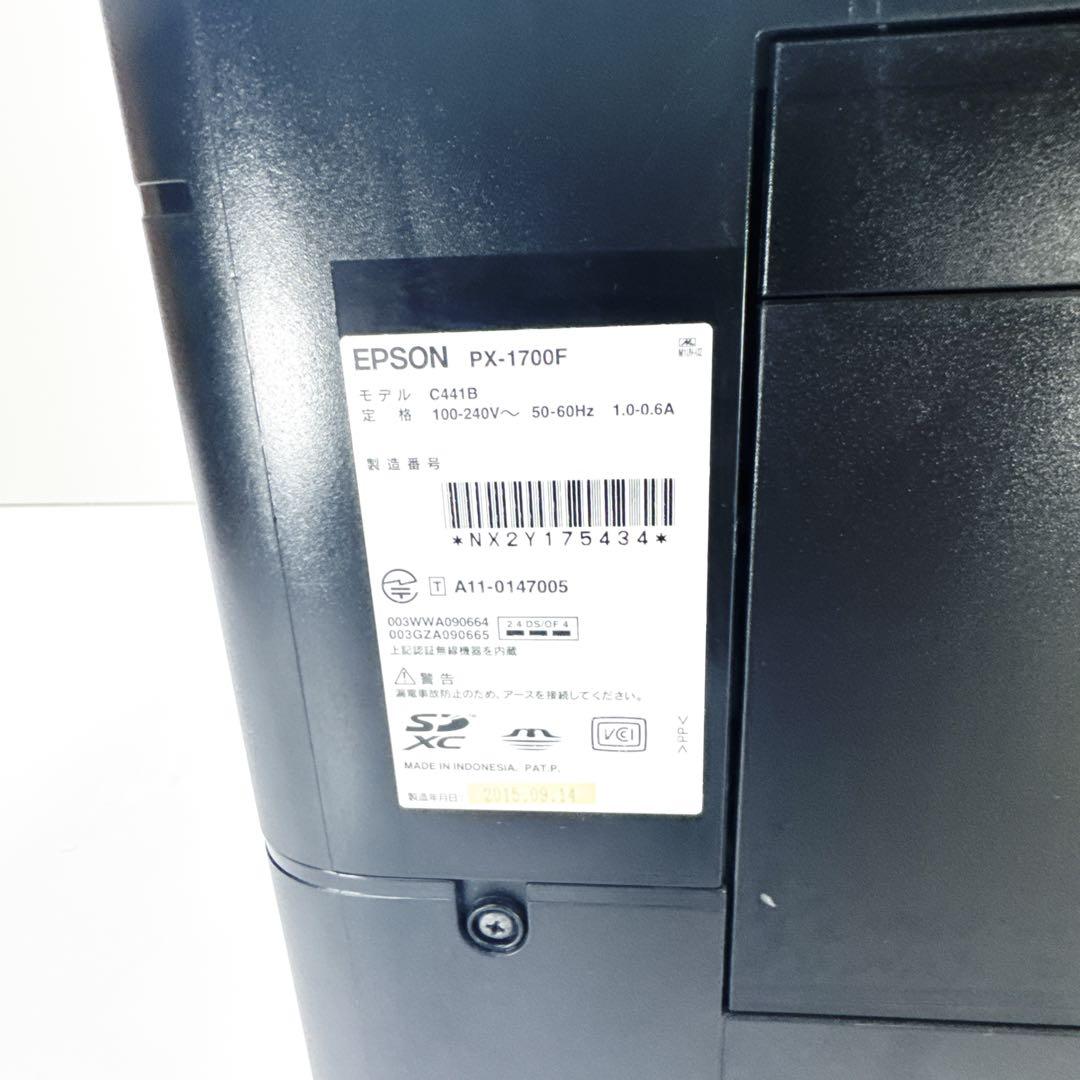 EPSON PX-1700F
モデル C441B
定格 100-240V～ 50-60Hz 1.0-0.6A
製造番号
*NX2Y175434*
T A11-0147005
003WWA090664
003GZA090665
2.4 DS/OF 4
上記認証無線機器を内蔵
警告
漏電事故防止のため、アースを接続してください。
SD XC
VCI
>PP<
MADE IN INDONESIA. PAT.P.
製造年月日: 2015.09.14